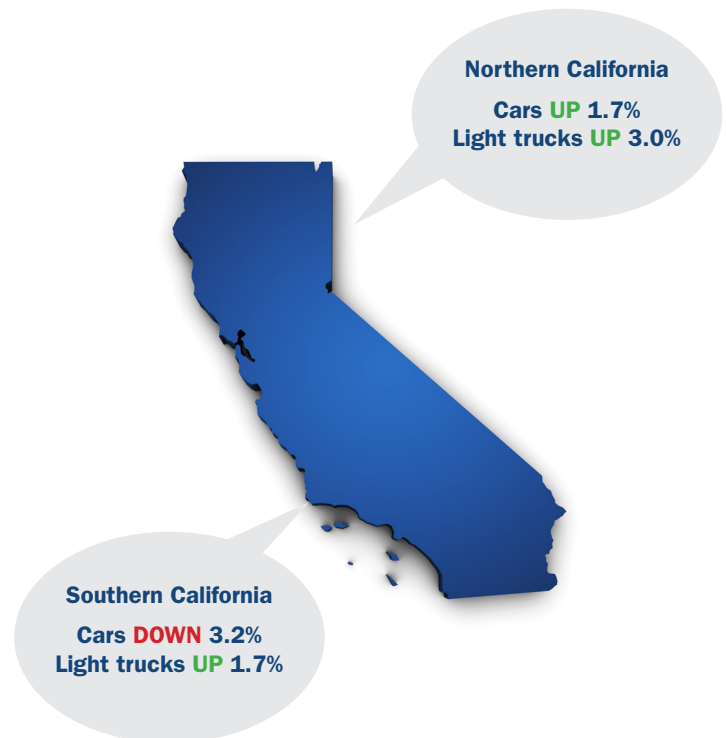 Northern California
Cars UP 1.7%
Light trucks UP 3.0%
Southern California
Cars DOWN 3.2%
Light trucks UP 1.7%